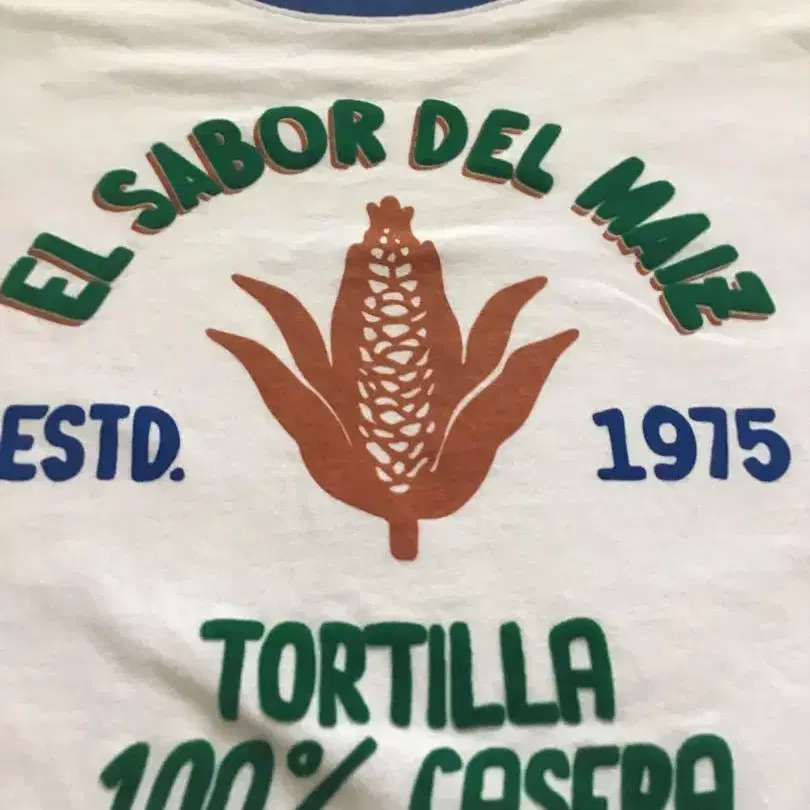 EL SABOR DEL MAIZ
ESTD. 1975
TORTILLA
100% CASERA